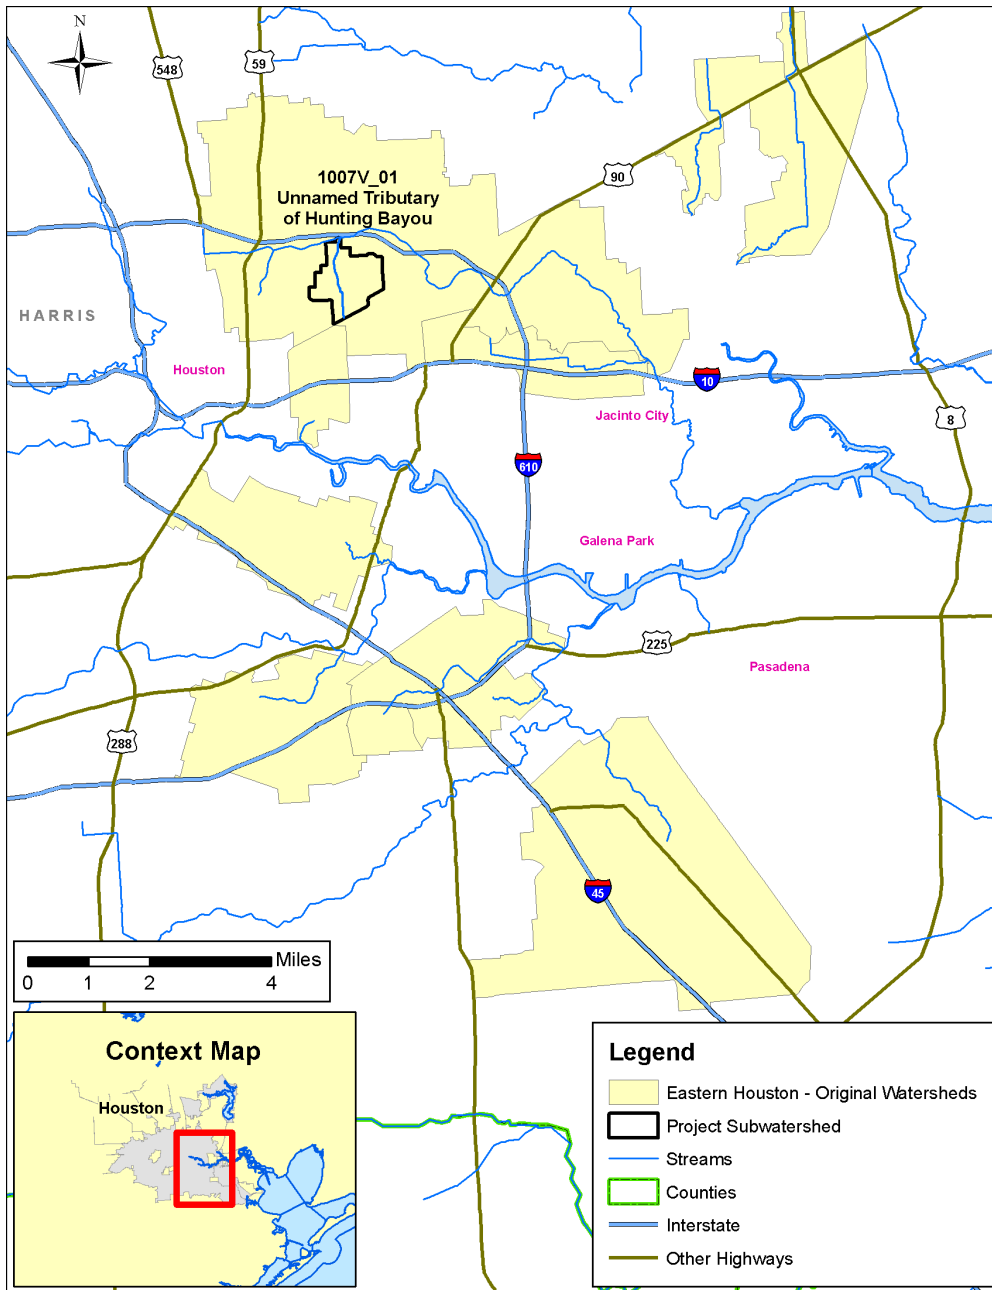 N
548
59
1007V_01
Unnamed Tributary
of Hunting Bayou
90
HARRIS
Houston
10
Jacinto City
8
610
Galena Park
225
Pasadena
288
45
Miles
0 1 2 4
Context Map
Houston
Legend
Eastern Houston - Original Watersheds
Project Subwatershed
Streams
Counties
Interstate
Other Highways